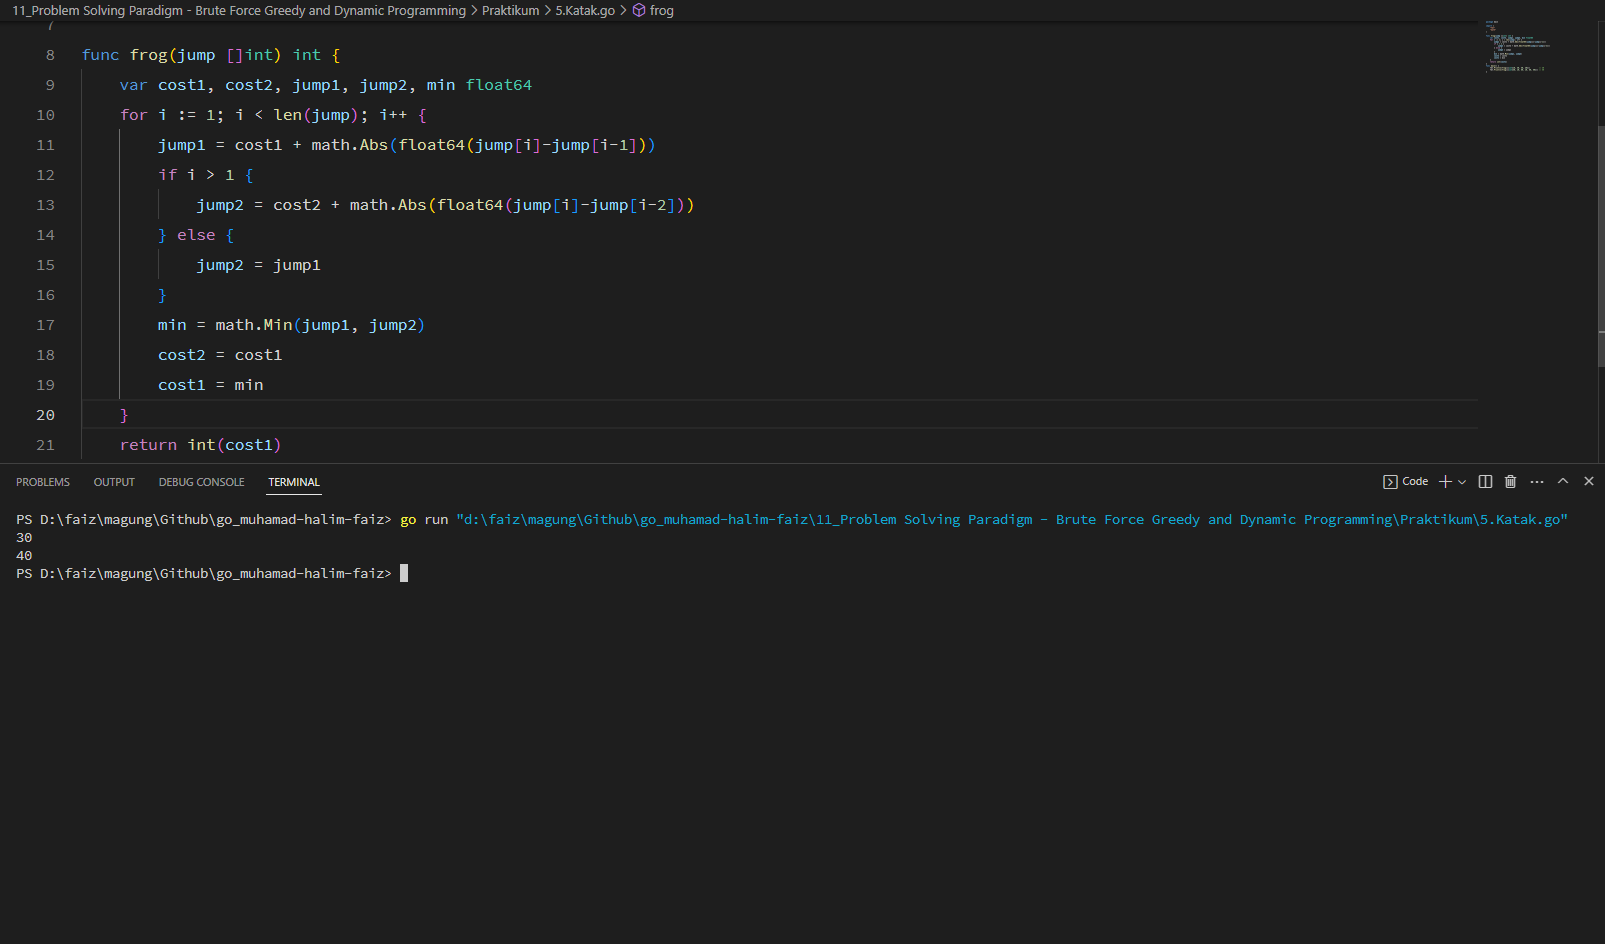 11_Problem Solving Paradigm - Brute Force Greedy and Dynamic Programming > Praktikum > 5.Katak.go > frog
7
8 func frog(jump []int) int {
9 var cost1, cost2, jump1, jump2, min float64
10 for i := 1; i < len(jump); i++ {
11 jump1 = cost1 + math.Abs(float64(jump[i]-jump[i-1]))
12 if i > 1 {
13 jump2 = cost2 + math.Abs(float64(jump[i]-jump[i-2]))
14 } else {
15 jump2 = jump1
16 }
17 min = math.Min(jump1, jump2)
18 cost2 = cost1
19 cost1 = min
20 }
21 return int(cost1)
PROBLEMS OUTPUT DEBUG CONSOLE TERMINAL Code
PS D:\faiz\magung\Github\go_muhamad-halim-faiz> go run "d:\faiz\magung\Github\go_muhamad-halim-faiz\11_Problem Solving Paradigm - Brute Force Greedy and Dynamic Programming\Praktikum\5.Katak.go"
30
40
PS D:\faiz\magung\Github\go_muhamad-halim-faiz>